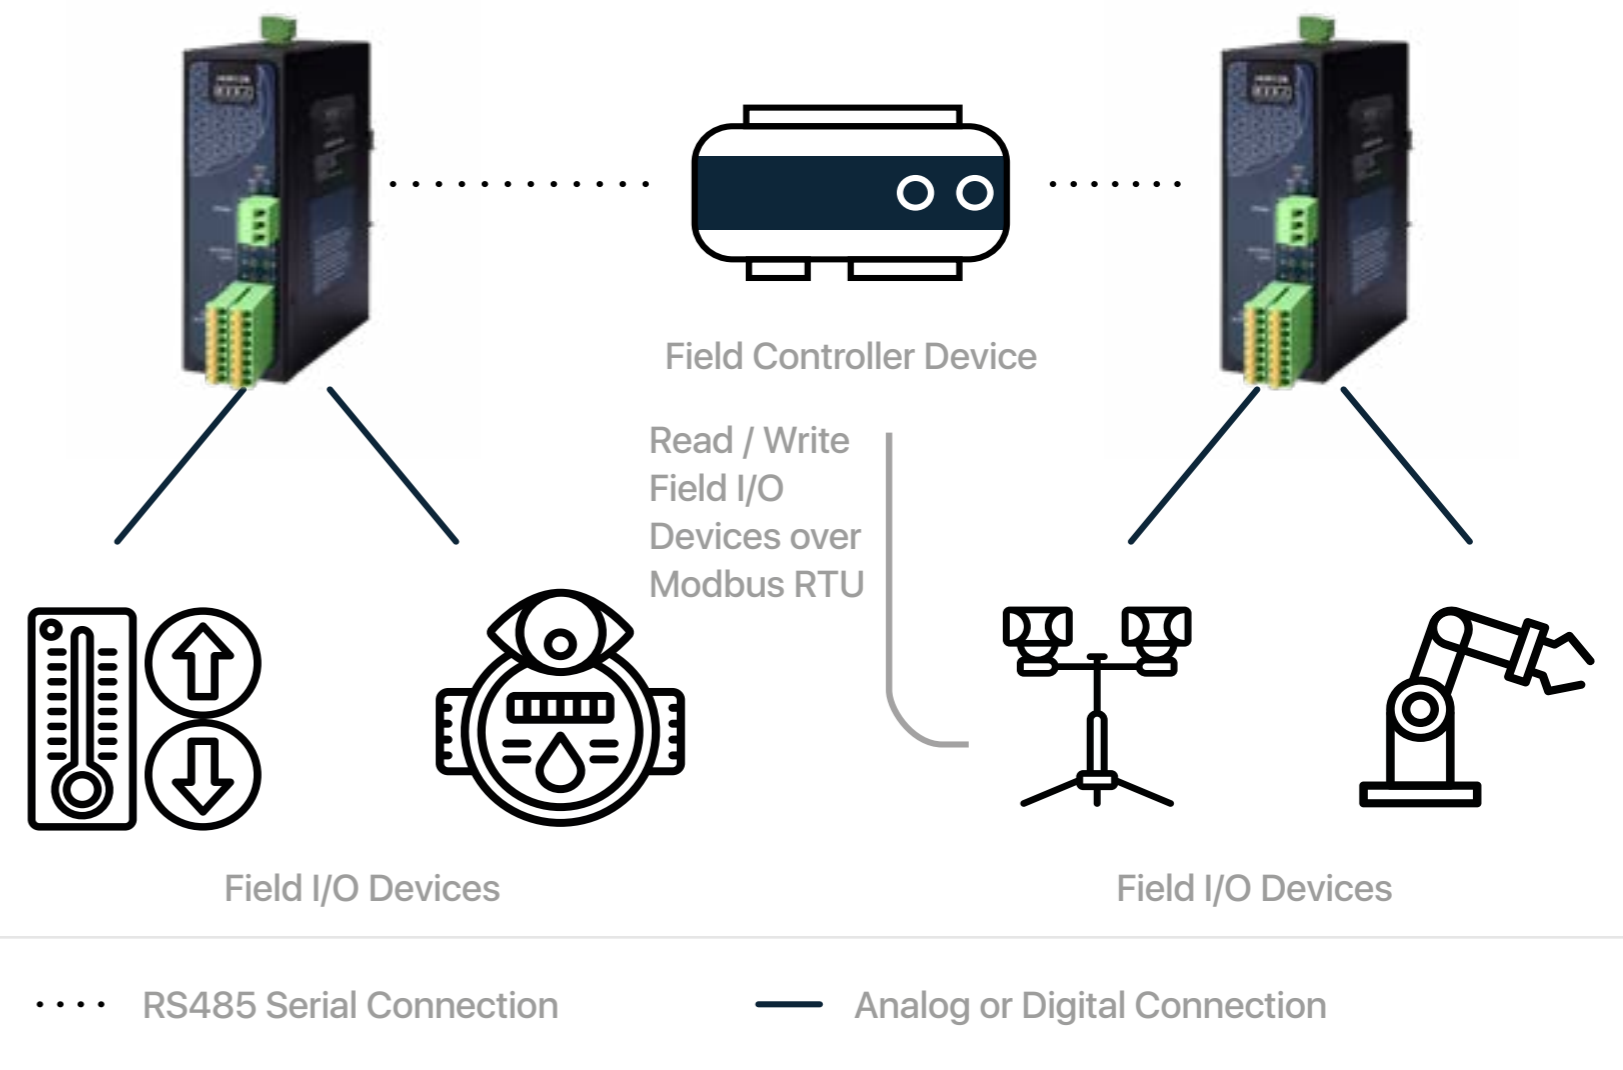 Field Controller Device
Read / Write
Field I/O
Devices over
Modbus RTU
Field I/O Devices
Field I/O Devices
RS485 Serial Connection
Analog or Digital Connection